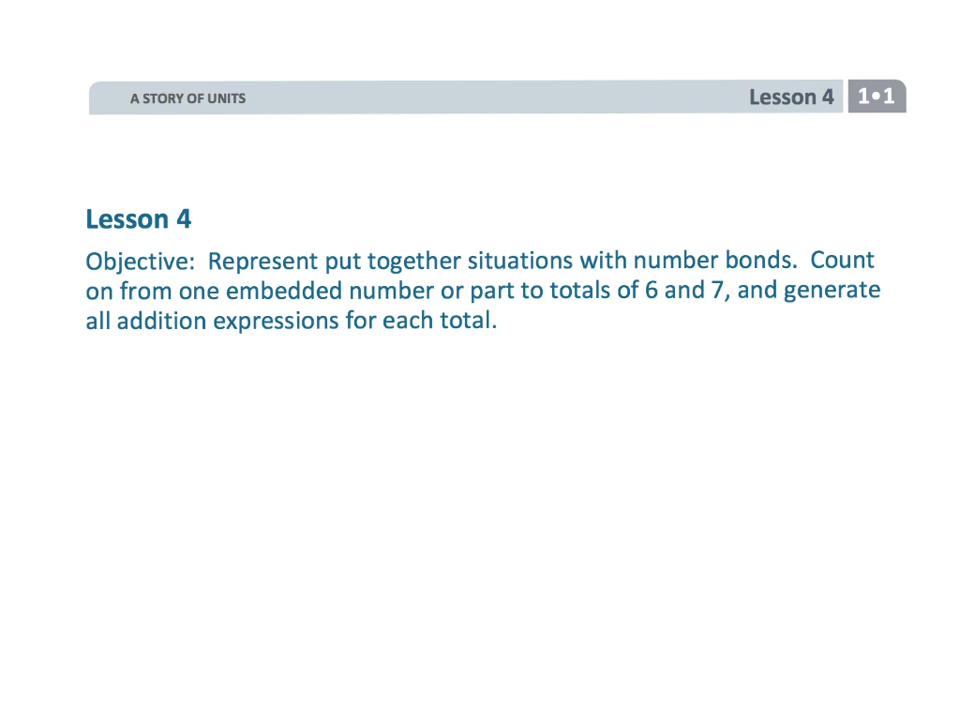 A STORY OF UNITS
Lesson 4
1•1
Lesson 4
Objective:  Represent put together situations with number bonds.  Count
on from one embedded number or part to totals of 6 and 7, and generate
all addition expressions for each total.